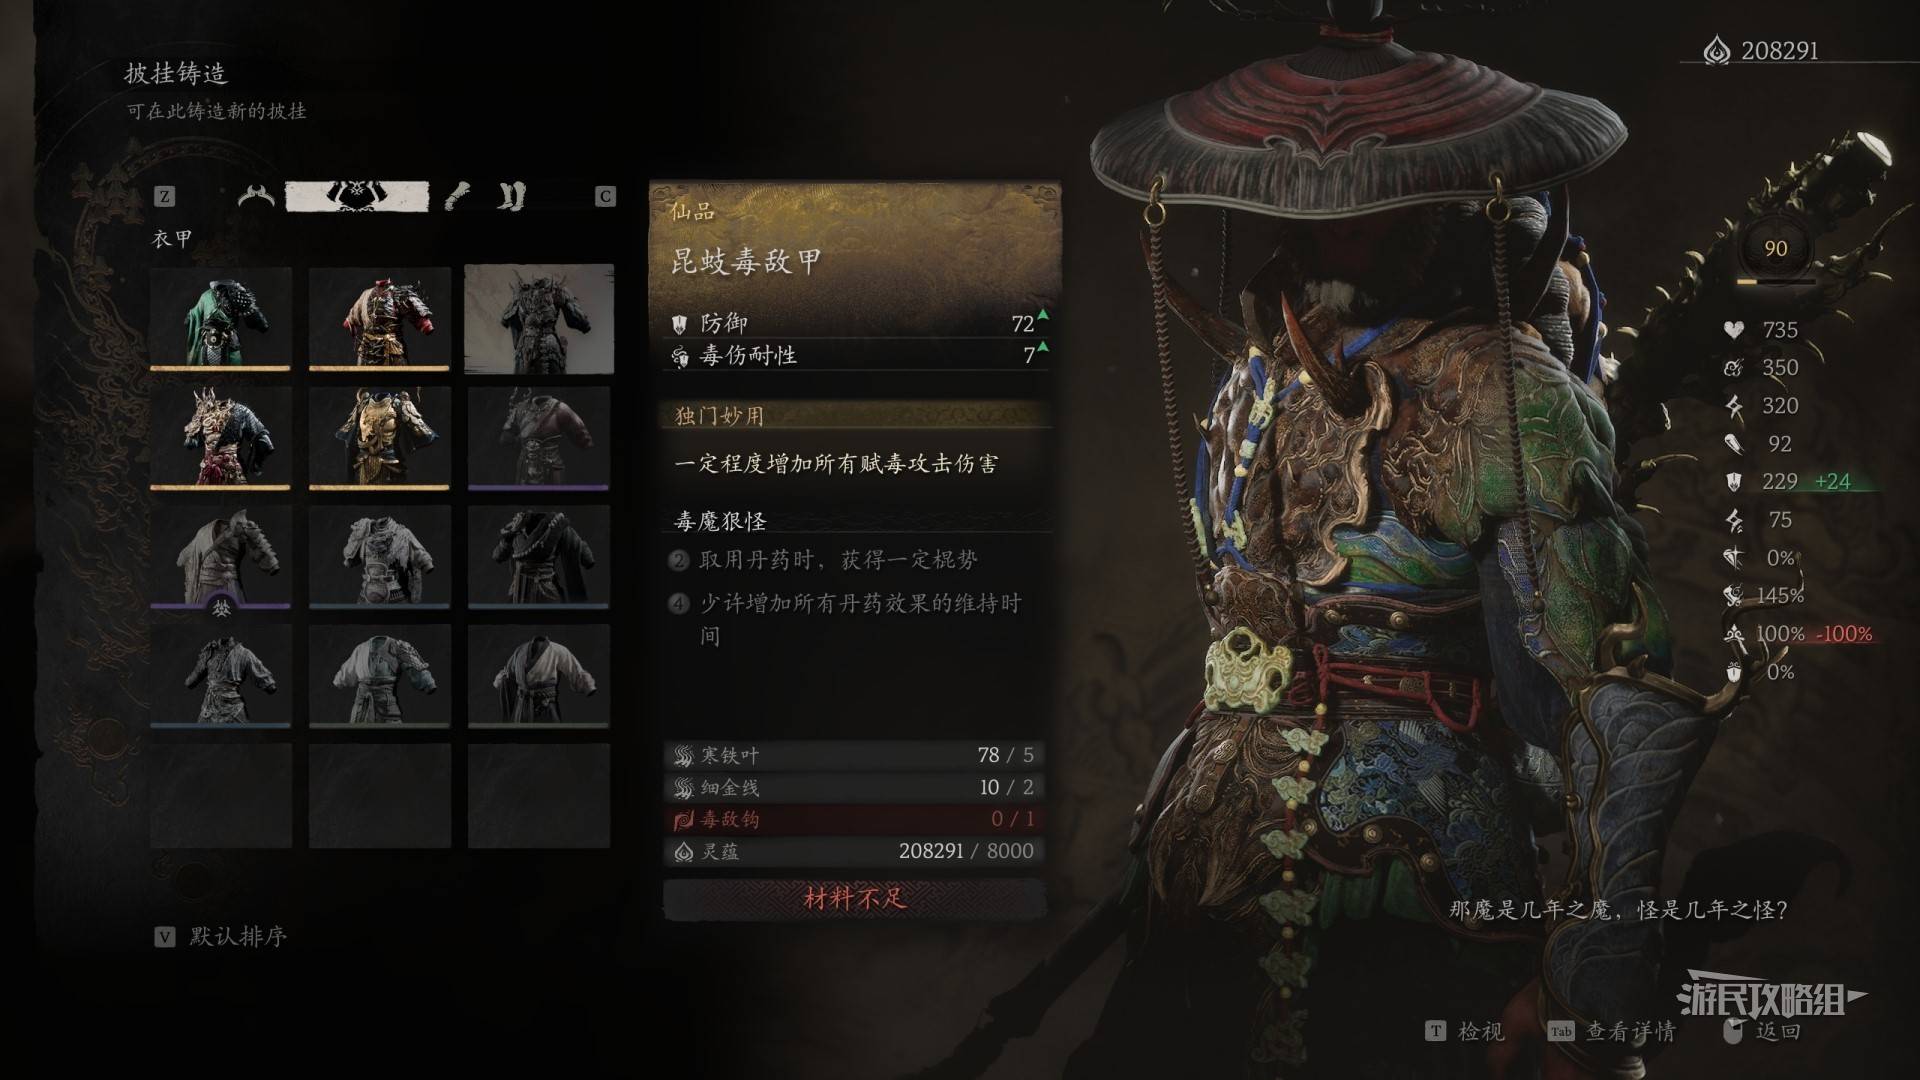 披挂铸造
可在此铸造新的披挂
208291
Z
C
衣甲
仙品
昆蚑毒敌甲
防御 72
毒伤耐性 7
独门妙用
一定程度增加所有赋毒攻击伤害
毒魔狠怪
2 取用丹药时，获得一定棍势
4 少许增加所有丹药效果的维持时
间
寒铁叶 78 / 5
细金线 10 / 2
毒敌钩 0 / 1
灵蕴 208291 / 8000
材料不足
V 默认排序
90
735
350
320
92
229 +24
75
0%
145%
100% -100%
0%
那魔是几年之魔，怪是几年之怪？
游民攻略组
T 检视
Tab 查看详情
返回